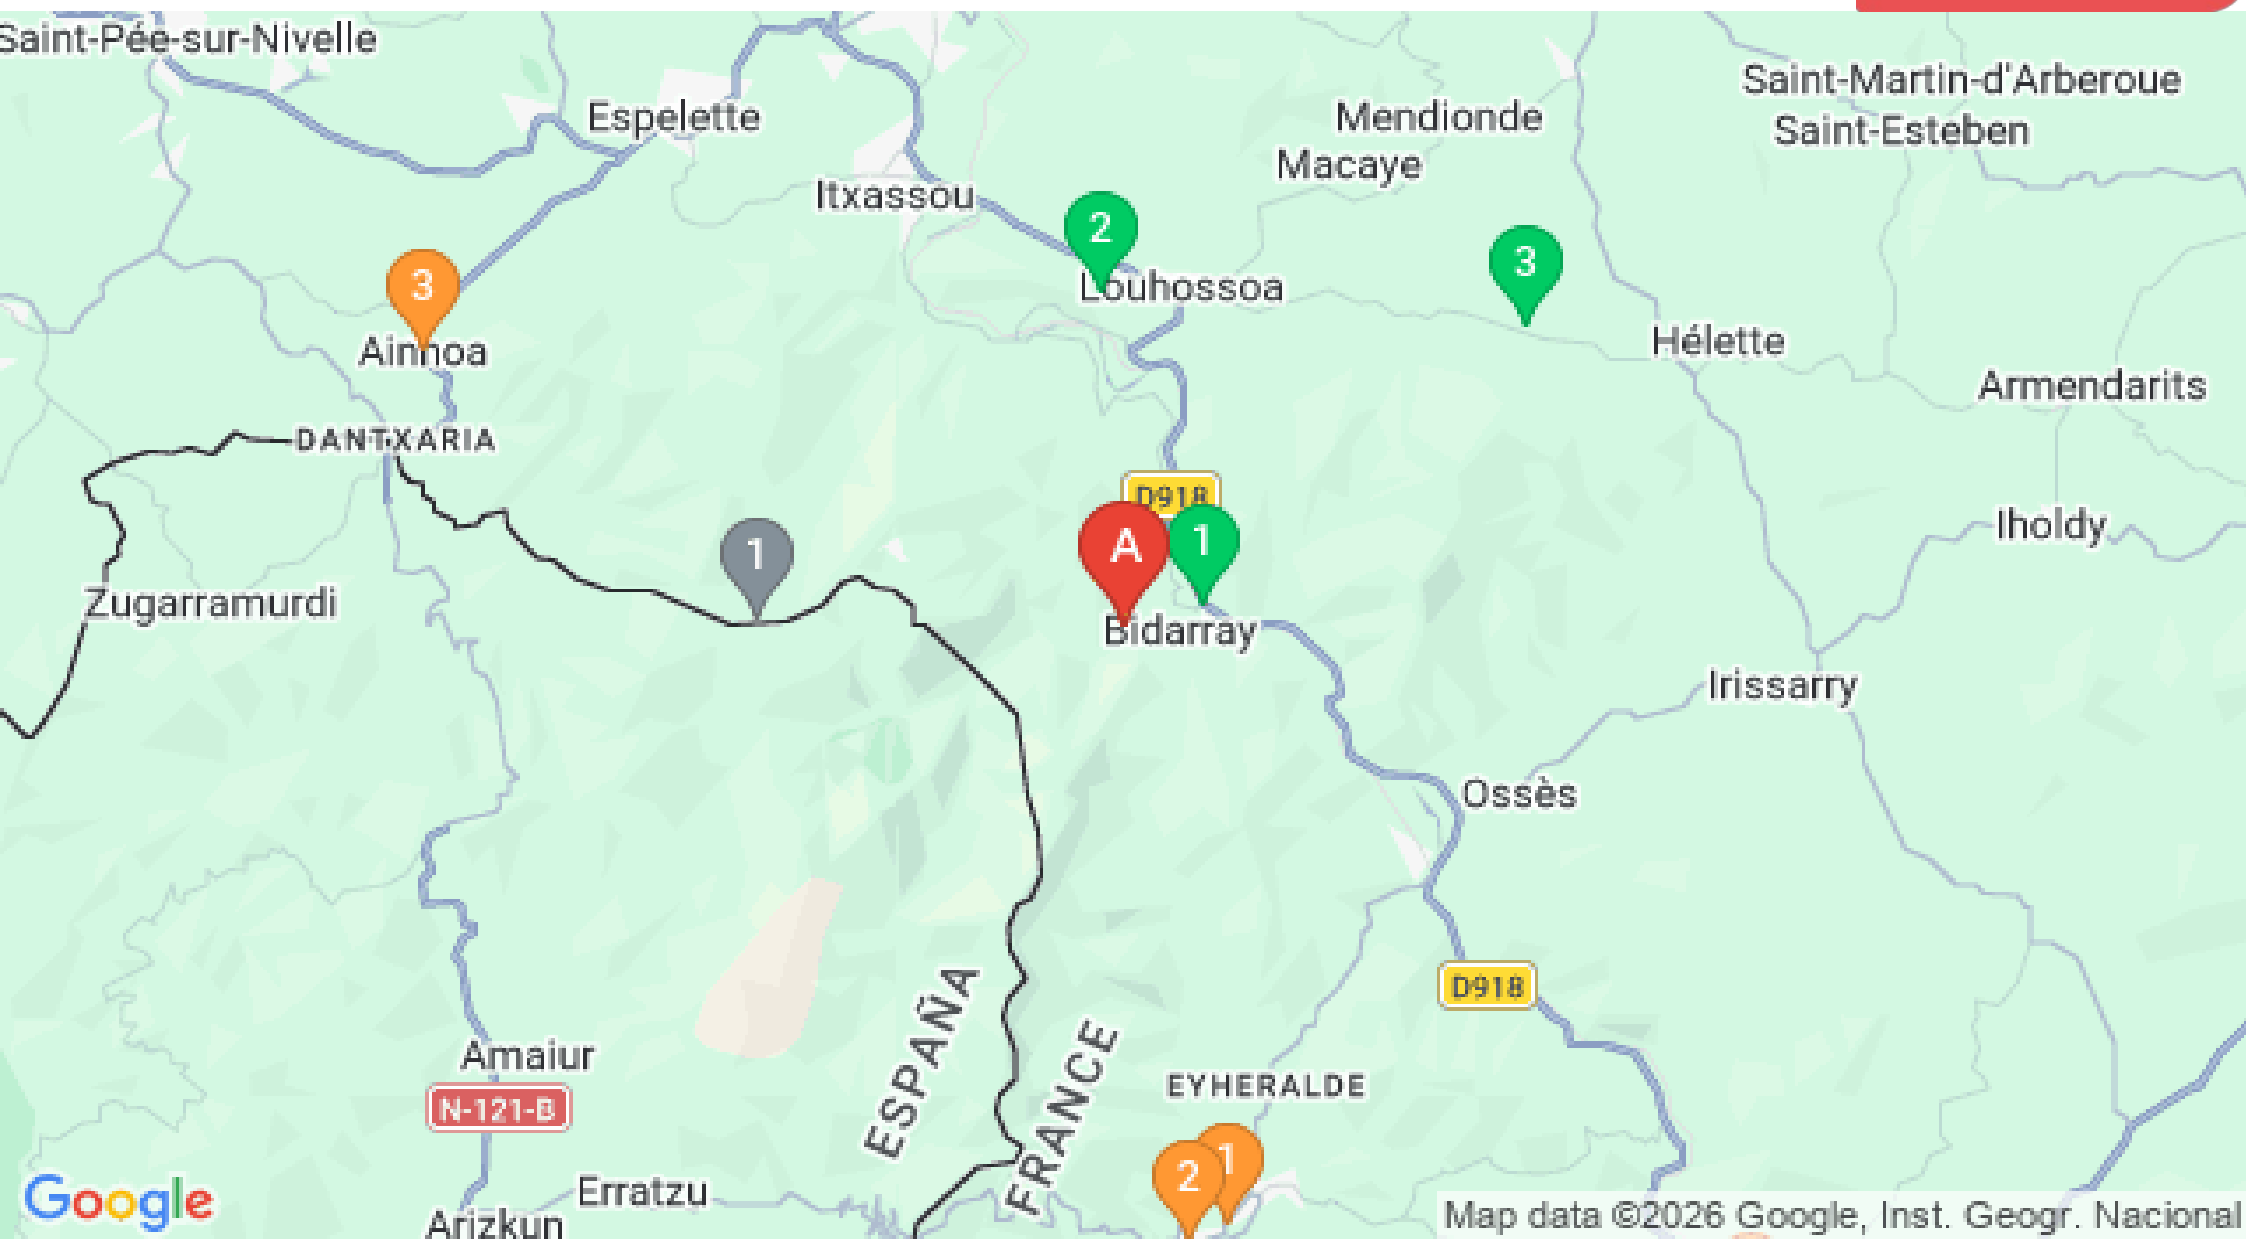 Saint-Pée-sur-Nivelle
Saint-Martin-d'Arberoue
Espelette
Mendionde
Saint-Esteben
Macaye
Itxassou
2
3
3
Louhossoa
Hélette
Ainhoa
Armendarits
DANTXARIA
D918
Iholdy
1
A
1
Zugarramurdi
Bidarray
Irissarry
Ossès
D918
ESPAÑA
FRANCE
Amaiur
EYHERALDE
N-121-B
1
2
Erratzu
Google
Arizkun
Map data ©2026 Google, Inst. Geogr. Nacional